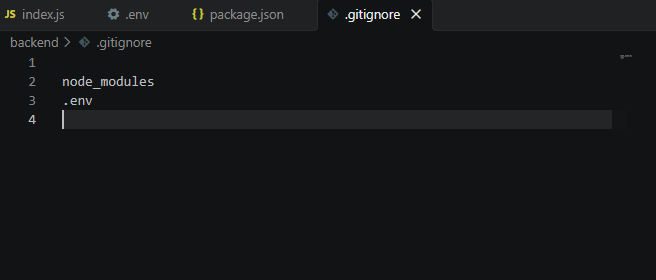 JS index.js .env {} package.json .gitignore ×
backend > .gitignore
1
2 node_modules
3 .env
4